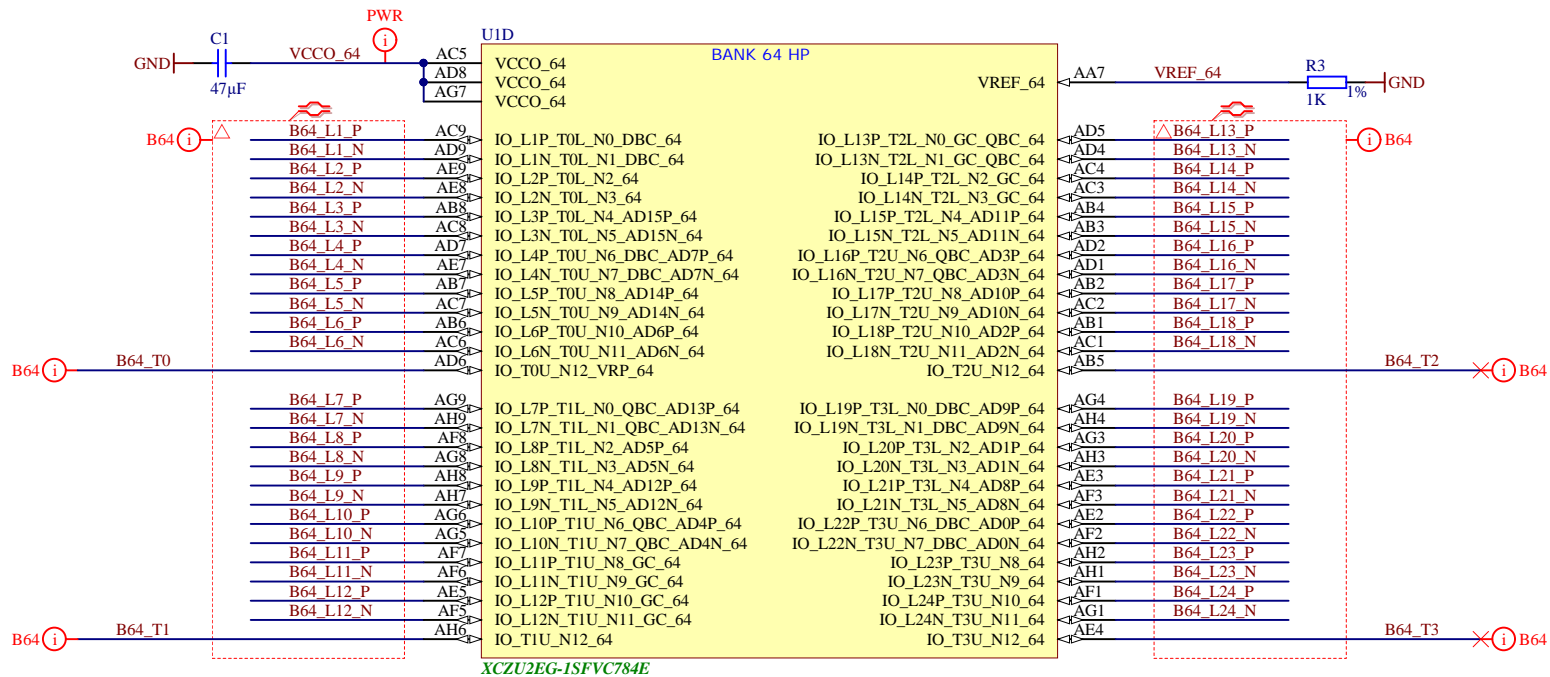 PWR
U1D
C1
GND VCCO_64 AC5 VCCO_64
47µF
AD8 VCCO_64
AG7 VCCO_64
BANK 64 HP
VREF_64 AA7 VREF_64 R3 GND
1K 1%
B64 i B64_L1_P AC9 IO_L1P_T0L_N0_DBC_64 IO_L13P_T2L_N0_GC_QBC_64 AD5 B64_L13_P i B64
B64_L1_N AD9 IO_L1N_T0L_N1_DBC_64 IO_L13N_T2L_N1_GC_QBC_64 AD4 B64_L13_N
B64_L2_P AE9 IO_L2P_T0L_N2_64 IO_L14P_T2L_N2_GC_64 AC4 B64_L14_P
B64_L2_N AE8 IO_L2N_T0L_N3_64 IO_L14N_T2L_N3_GC_64 AC3 B64_L14_N
B64_L3_P AB8 IO_L3P_T0L_N4_AD15P_64 IO_L15P_T2L_N4_AD11P_64 AB4 B64_L15_P
B64_L3_N AC8 IO_L3N_T0L_N5_AD15N_64 IO_L15N_T2L_N5_AD11N_64 AB3 B64_L15_N
B64_L4_P AD7 IO_L4P_T0U_N6_DBC_AD7P_64 IO_L16P_T2U_N6_QBC_AD3P_64 AD2 B64_L16_P
B64_L4_N AE7 IO_L4N_T0U_N7_DBC_AD7N_64 IO_L16N_T2U_N7_QBC_AD3N_64 AD1 B64_L16_N
B64_L5_P AB7 IO_L5P_T0U_N8_AD14P_64 IO_L17P_T2U_N8_AD10P_64 AB2 B64_L17_P
B64_L5_N AC7 IO_L5N_T0U_N9_AD14N_64 IO_L17N_T2U_N9_AD10N_64 AC2 B64_L17_N
B64_L6_P AB6 IO_L6P_T0U_N10_AD6P_64 IO_L18P_T2U_N10_AD2P_64 AB1 B64_L18_P
B64_L6_N AC6 IO_L6N_T0U_N11_AD6N_64 IO_L18N_T2U_N11_AD2N_64 AC1 B64_L18_N
B64 i B64_T0 AD6 IO_T0U_N12_VRP_64 IO_T2U_N12_64 AB5 B64_T2 i B64
B64_L7_P AG9 IO_L7P_T1L_N0_QBC_AD13P_64 IO_L19P_T3L_N0_DBC_AD9P_64 AG4 B64_L19_P
B64_L7_N AH9 IO_L7N_T1L_N1_QBC_AD13N_64 IO_L19N_T3L_N1_DBC_AD9N_64 AH4 B64_L19_N
B64_L8_P AF8 IO_L8P_T1L_N2_AD5P_64 IO_L20P_T3L_N2_AD1P_64 AG3 B64_L20_P
B64_L8_N AG8 IO_L8N_T1L_N3_AD5N_64 IO_L20N_T3L_N3_AD1N_64 AH3 B64_L20_N
B64_L9_P AH8 IO_L9P_T1L_N4_AD12P_64 IO_L21P_T3L_N4_AD8P_64 AE3 B64_L21_P
B64_L9_N AH7 IO_L9N_T1L_N5_AD12N_64 IO_L21N_T3L_N5_AD8N_64 AF3 B64_L21_N
B64_L10_P AG6 IO_L10P_T1U_N6_QBC_AD4P_64 IO_L22P_T3U_N6_DBC_AD0P_64 AE2 B64_L22_P
B64_L10_N AG5 IO_L10N_T1U_N7_QBC_AD4N_64 IO_L22N_T3U_N7_DBC_AD0N_64 AF2 B64_L22_N
B64_L11_P AF7 IO_L11P_T1U_N8_GC_64 IO_L23P_T3U_N8_64 AH2 B64_L23_P
B64_L11_N AF6 IO_L11N_T1U_N9_GC_64 IO_L23N_T3U_N9_64 AH1 B64_L23_N
B64_L12_P AE5 IO_L12P_T1U_N10_GC_64 IO_L24P_T3U_N10_64 AF1 B64_L24_P
B64_L12_N AF5 IO_L12N_T1U_N11_GC_64 IO_L24N_T3U_N11_64 AG1 B64_L24_N
B64 i B64_T1 AH6 IO_T1U_N12_64 IO_T3U_N12_64 AE4 B64_T3 i B64
XCZU2EG-1SFVC784E